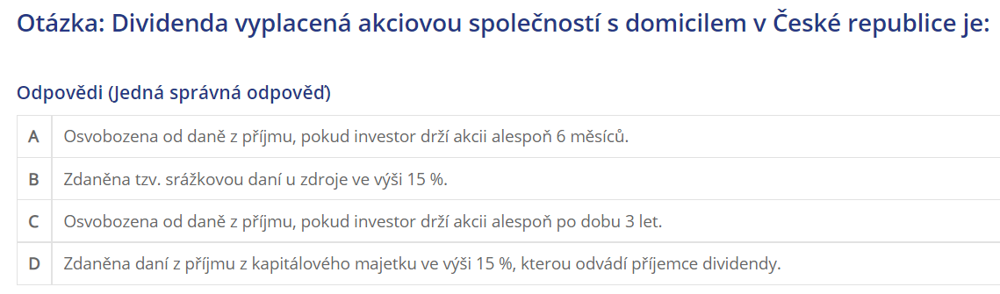 Otázka: Dividenda vyplacená akciovou společností s domicilem v České republice je:
Odpovědi (Jedná správná odpověď)
A Osvobozena od daně z příjmu, pokud investor drží akcii alespoň 6 měsíců.
B Zdaněna tzv. srážkovou daní u zdroje ve výši 15 %.
C Osvobozena od daně z příjmu, pokud investor drží akcii alespoň po dobu 3 let.
D Zdaněna daní z příjmu z kapitálového majetku ve výši 15 %, kterou odvádí příjemce dividendy.